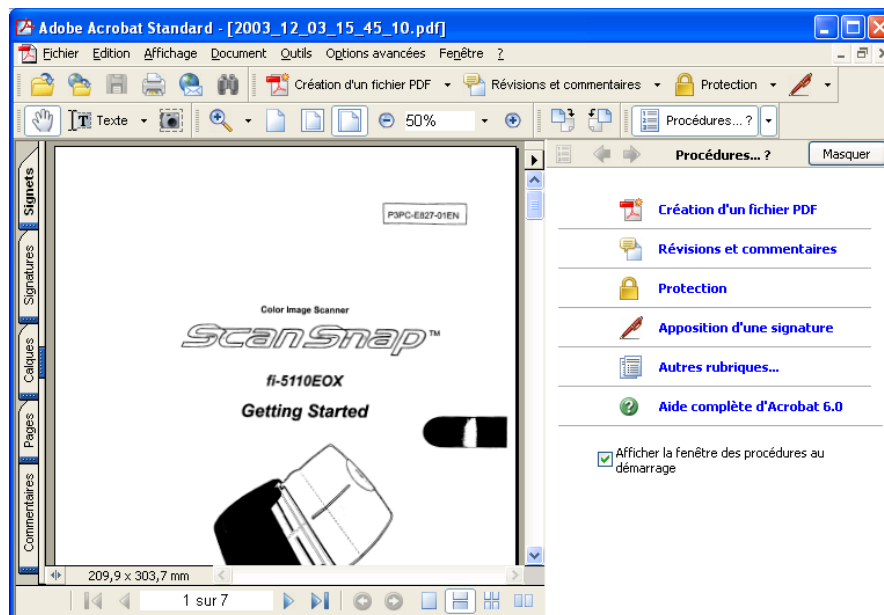 Adobe Acrobat Standard - [2003_12_03_15_45_10.pdf]
Fichier Edition Affichage Document Outils Options avancées Fenêtre ?
Création d'un fichier PDF Révisions et commentaires Protection
Texte 50% Procédures... ?
Procédures... ? Masquer
Signets
Signatures
Calques
Pages
Commentaires
P3PC-E827-01EN
Color Image Scanner
ScanSnap™
fi-5110EOX
Getting Started
Création d'un fichier PDF
Révisions et commentaires
Protection
Apposition d'une signature
Autres rubriques...
Aide complète d'Acrobat 6.0
Afficher la fenêtre des procédures au
démarrage
209,9 x 303,7 mm
1 sur 7